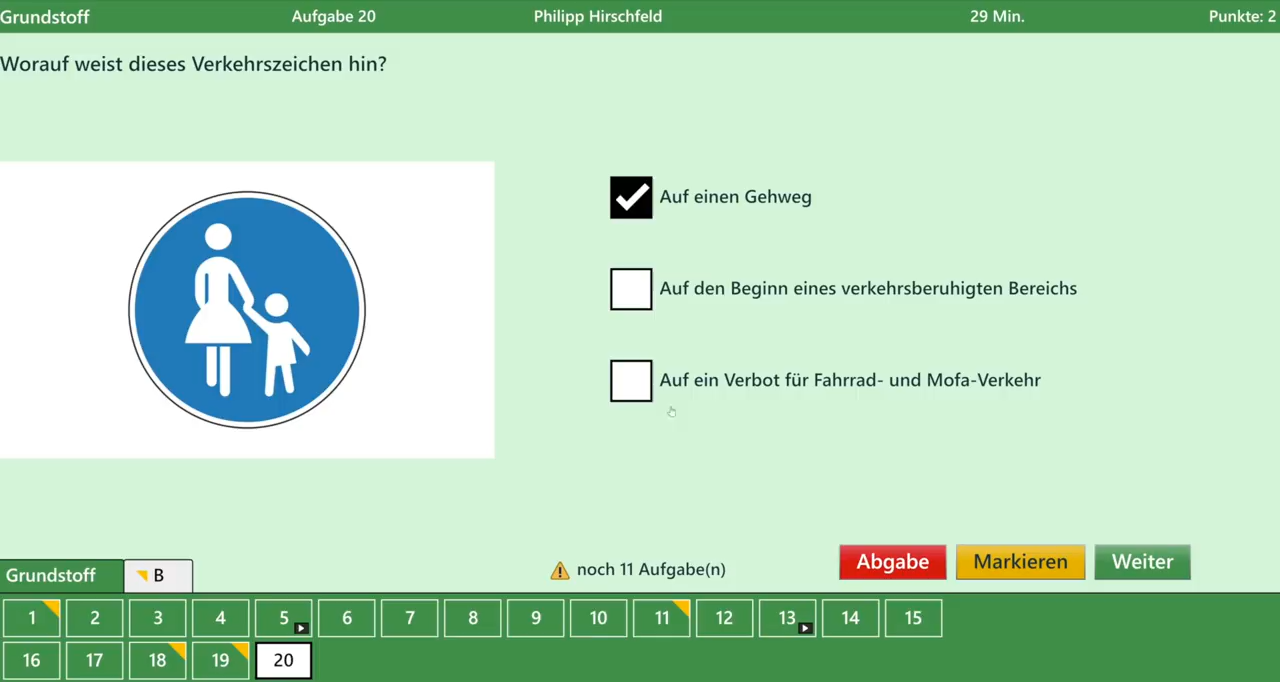 Grundstoff Aufgabe 20 Philipp Hirschfeld 29 Min. Punkte: 2
Worauf weist dieses Verkehrszeichen hin?
Auf einen Gehweg
Auf den Beginn eines verkehrsberuhigten Bereichs
Auf ein Verbot für Fahrrad- und Mofa-Verkehr
Grundstoff B noch 11 Aufgabe(n) Abgabe Markieren Weiter
1 2 3 4 5 6 7 8 9 10 11 12 13 14 15
16 17 18 19 20